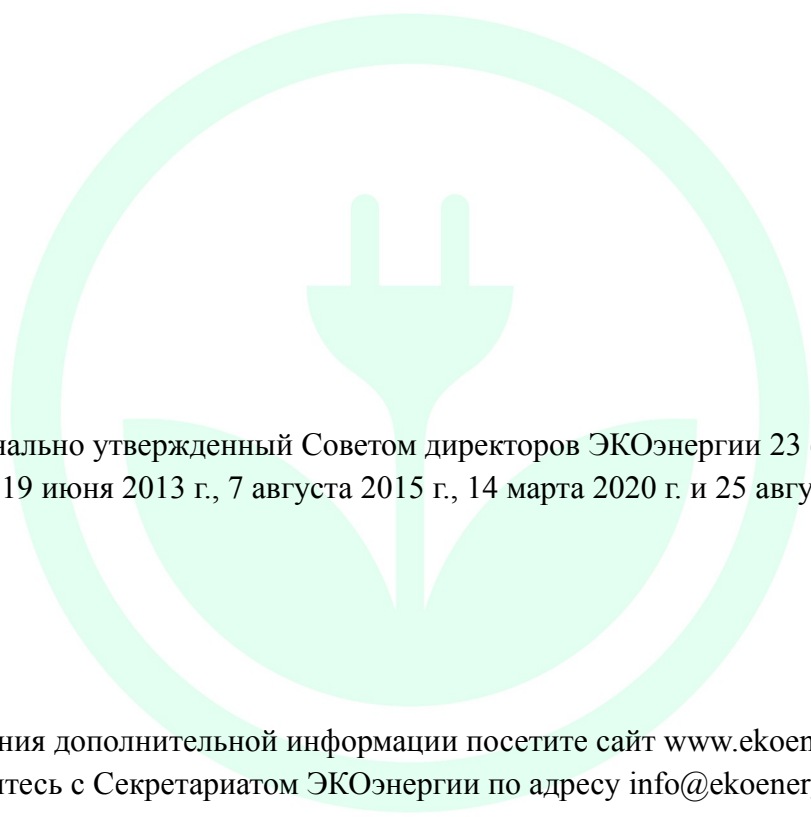 нально утвержденный Советом директоров ЭКОэнергии 23
19 июня 2013 г., 7 августа 2015 г., 14 марта 2020 г. и 25 авгу
ния дополнительной информации посетите сайт www.ekoen
тесь с Секретариатом ЭКОэнергии по адресу info@ekoener